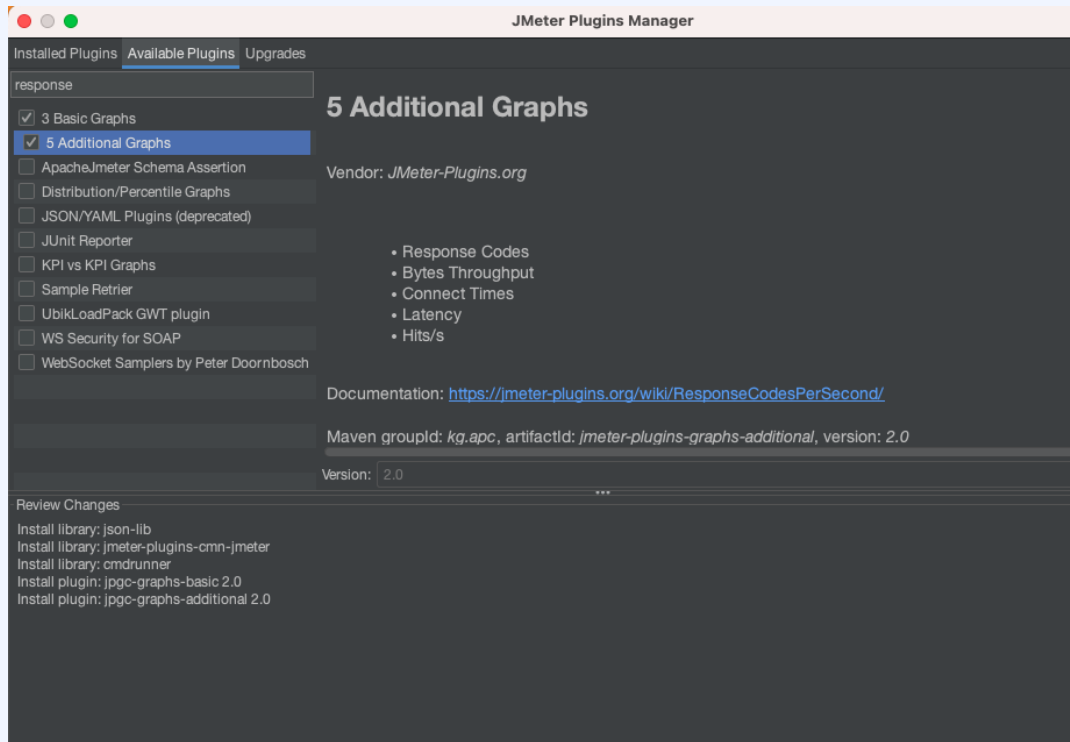 JMeter Plugins Manager
Installed Plugins Available Plugins Upgrades
response
3 Basic Graphs
5 Additional Graphs
ApacheJmeter Schema Assertion
Distribution/Percentile Graphs
JSON/YAML Plugins (deprecated)
JUnit Reporter
KPI vs KPI Graphs
Sample Retrier
UbikLoadPack GWT plugin
WS Security for SOAP
WebSocket Samplers by Peter Doornbosch
5 Additional Graphs
Vendor: JMeter-Plugins.org
• Response Codes
• Bytes Throughput
• Connect Times
• Latency
• Hits/s
Documentation: https://jmeter-plugins.org/wiki/ResponseCodesPerSecond/
Maven groupId: kg.apc, artifactId: jmeter-plugins-graphs-additional, version: 2.0
Version: 2.0
Review Changes
Install library: json-lib
Install library: jmeter-plugins-cmn-jmeter
Install library: cmdrunner
Install plugin: jpgc-graphs-basic 2.0
Install plugin: jpgc-graphs-additional 2.0